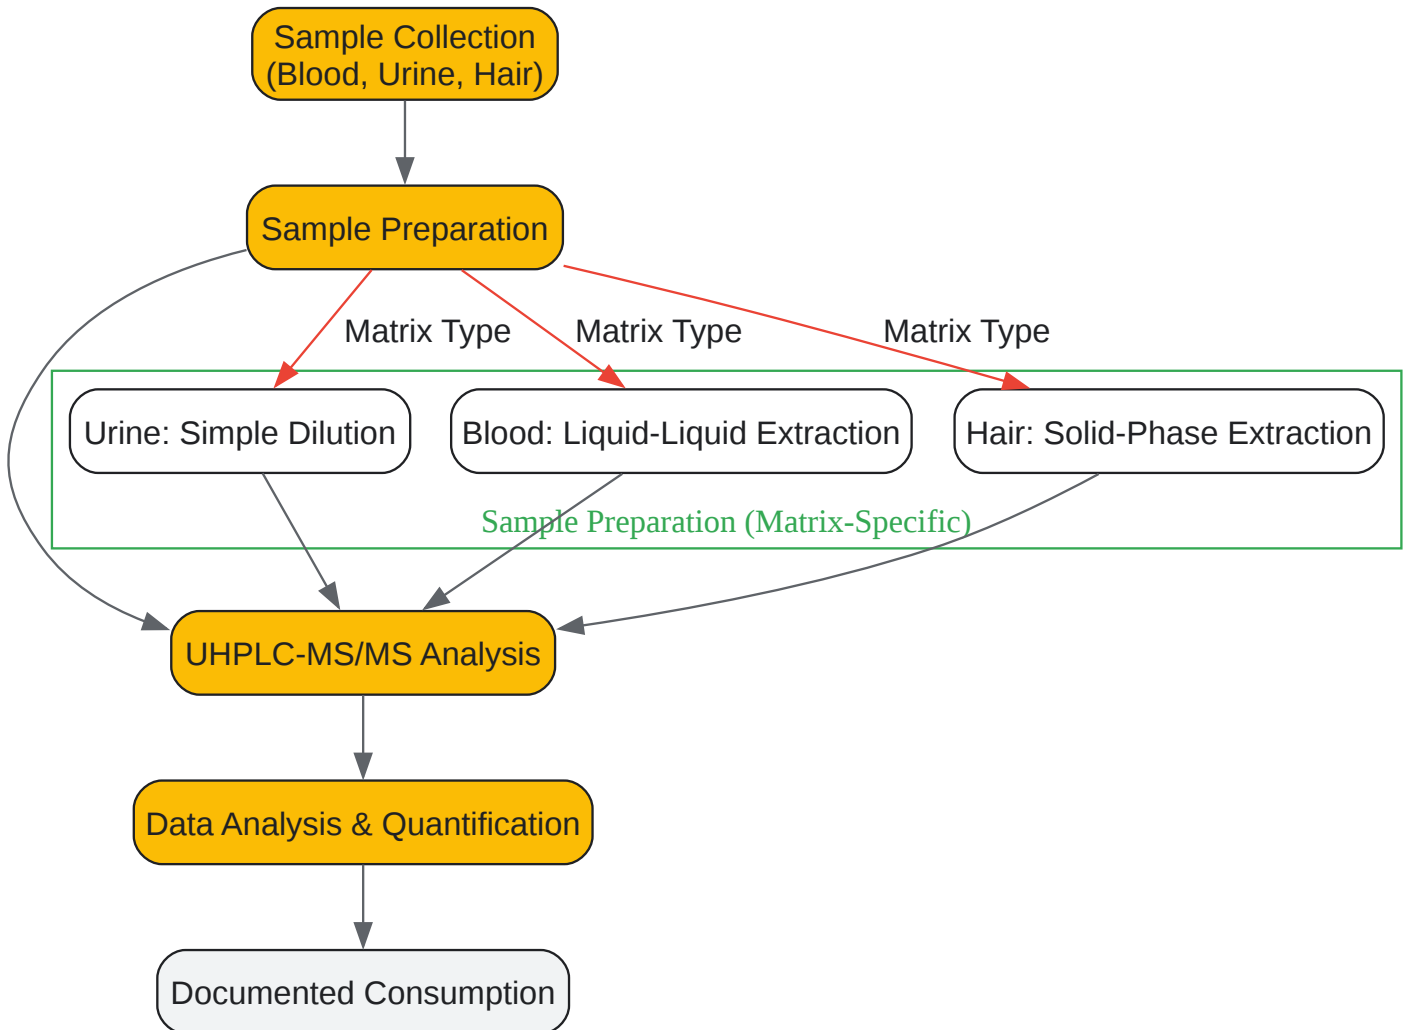 Sample Collection
(Blood, Urine, Hair)
Sample Preparation
Matrix Type
Matrix Type
Matrix Type
Urine: Simple Dilution
Blood: Liquid-Liquid Extraction
Hair: Solid-Phase Extraction
Sample Preparation (Matrix-Specific)
UHPLC-MS/MS Analysis
Data Analysis & Quantification
Documented Consumption